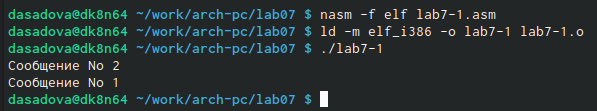 dasadova@dk8n64 ~/work/arch-pc/lab07 $ nasm -f elf lab7-1.asm
dasadova@dk8n64 ~/work/arch-pc/lab07 $ ld -m elf_i386 -o lab7-1 lab7-1.o
dasadova@dk8n64 ~/work/arch-pc/lab07 $ ./lab7-1
Сообщение No 2
Сообщение No 1
dasadova@dk8n64 ~/work/arch-pc/lab07 $